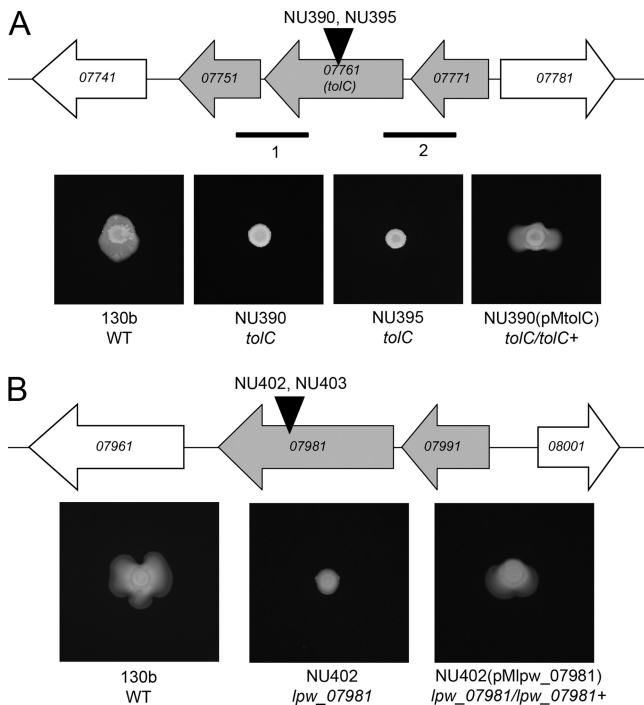 A
NU390, NU395
07741
07751
07761
(tolC)
07771
07781
1
2
130b
WT
NU390
tolC
NU395
tolC
NU390(pMtolC)
tolC/tolC+
B
NU402, NU403
07961
07981
07991
08001
130b
WT
NU402
lpw_07981
NU402(pMlpw_07981)
lpw_07981/lpw_07981+